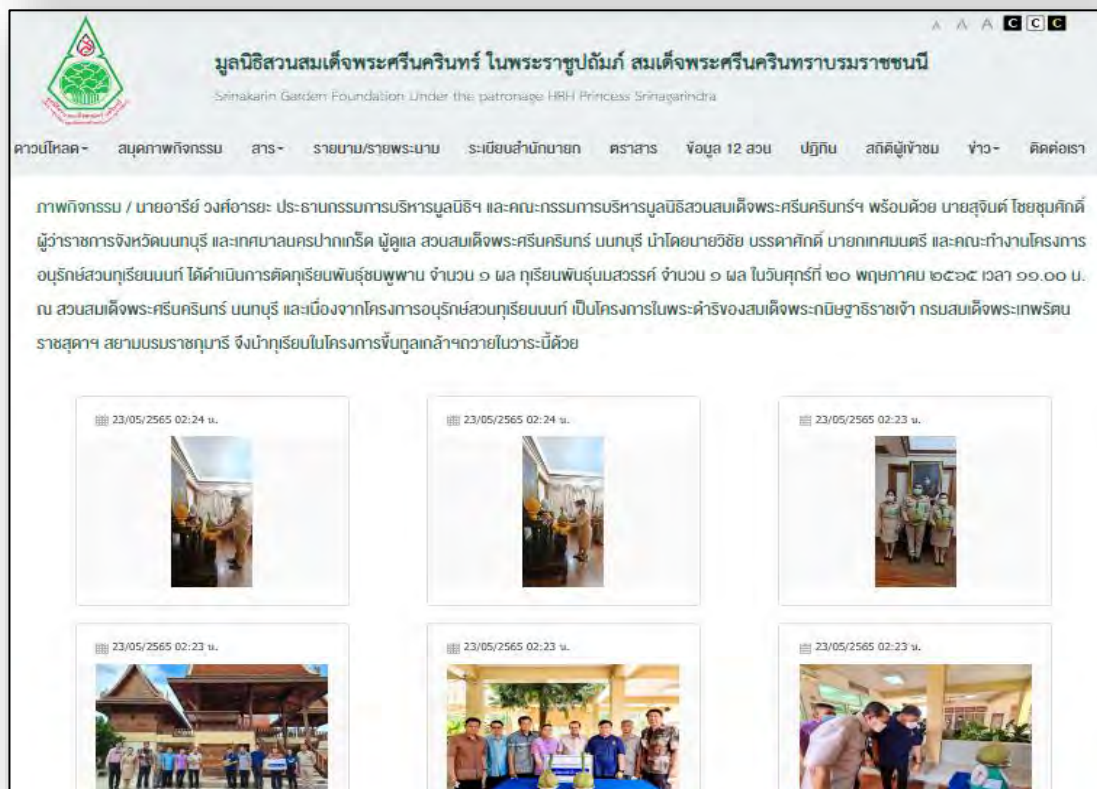 A A A C C C
มูลนิธิสวนสมเด็จพระศรีนครินทร์ ในพระราชูปถัมภ์ สมเด็จพระศรีนครินทราบรมราชชนนี
Srinakarin Garden Foundation Under the patronage HRH Princess Srinagarindra
ดาวน์โหลด สมุดภาพกิจกรรม สาร รายนาม/รายพระนาม ระเบียบสำนักนายก ตราสาร ข้อมูล 12 สวน ปฏิทิน สถิติผู้เข้าชม ข่าว ติดต่อเรา
ภาพกิจกรรม / นายอารีย์ วงศ์อารยะ ประธานกรรมการบริหารมูลนิธิฯ และคณะกรรมการบริหารมูลนิธิสวนสมเด็จพระศรีนครินทร์ฯ พร้อมด้วย นายสุจินต์ ไชยชุมศักดิ์
ผู้ว่าราชการจังหวัดนนทบุรี และเทศบาลนครปากเกร็ด ผู้ดูแล สวนสมเด็จพระศรีนครินทร์ นนทบุรี นำโดยนายวิชัย บรรดาศักดิ์ นายกเทศมนตรี และคณะทำงานโครงการ
อนุรักษ์สวนทุเรียนนนท์ ได้ดำเนินการตัดทุเรียนพันธุ์ชมพูพาน จำนวน ๑ ผล ทุเรียนพันธุ์นมสวรรค์ จำนวน ๑ ผล ในวันศุกร์ที่ ๒๐ พฤษภาคม ๒๕๖๕ เวลา ๑๑.๐๐ น.
ณ สวนสมเด็จพระศรีนครินทร์ นนทบุรี และเนื่องจากโครงการอนุรักษ์สวนทุเรียนนนท์ เป็นโครงการในพระดำริของสมเด็จพระกนิษฐาธิราชเจ้า กรมสมเด็จพระเทพรัตน
ราชสุดาฯ สยามบรมราชกุมารี จึงนำทุเรียนในโครงการขึ้นทูลเกล้าฯถวายในวาระนี้ด้วย
23/05/2565 02:24 น. 23/05/2565 02:24 น. 23/05/2565 02:23 น.
23/05/2565 02:23 น. 23/05/2565 02:23 น. 23/05/2565 02:23 น.